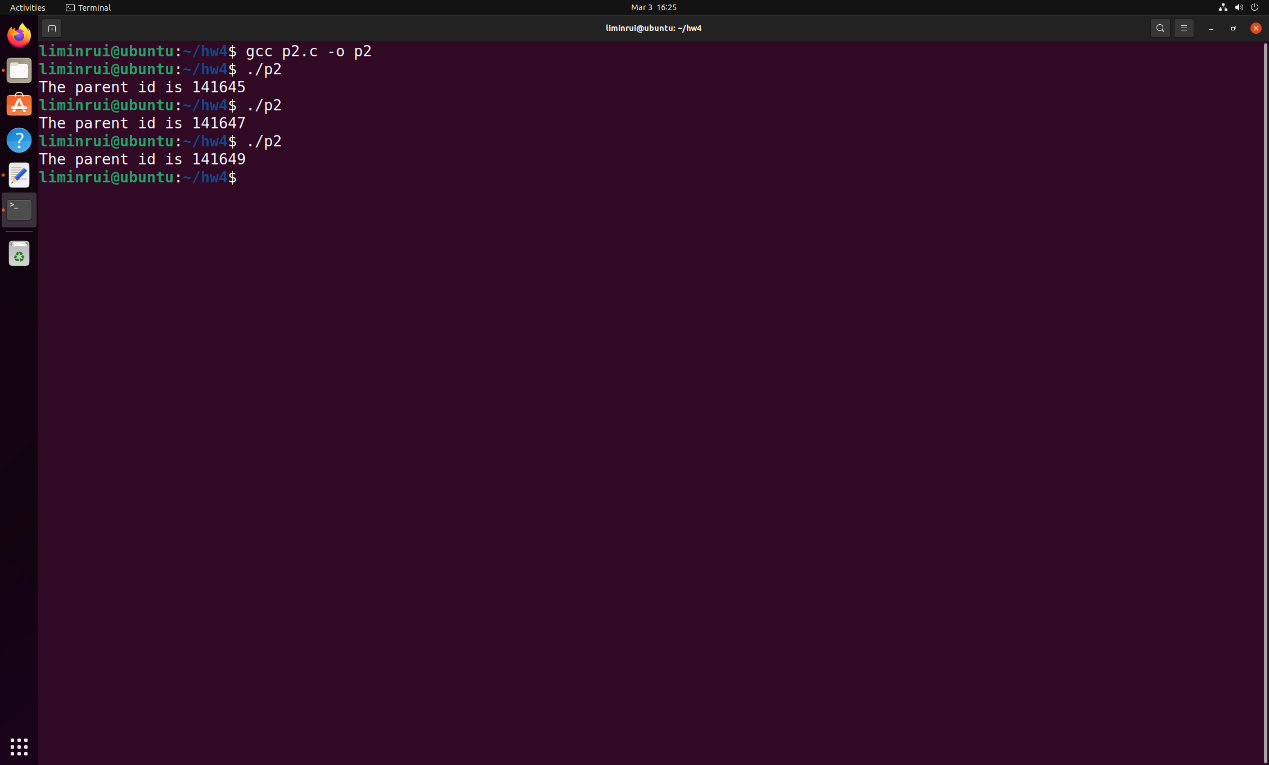 Activities Terminal Mar 3 16:25
liminrui@ubuntu: ~/hw4
liminrui@ubuntu:~/hw4$ gcc p2.c -o p2
liminrui@ubuntu:~/hw4$ ./p2
The parent id is 141645
liminrui@ubuntu:~/hw4$ ./p2
The parent id is 141647
liminrui@ubuntu:~/hw4$ ./p2
The parent id is 141649
liminrui@ubuntu:~/hw4$